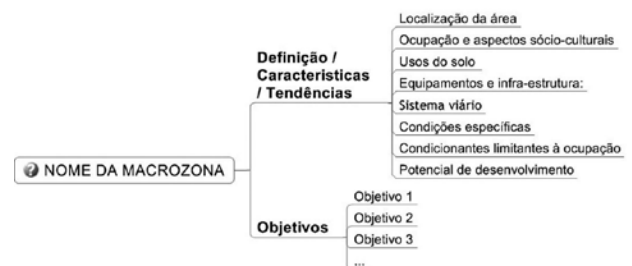 NOME DA MACROZONA
Definição /
Caracteristicas
/ Tendências
Localização da área
Ocupação e aspectos sócio-culturais
Usos do solo
Equipamentos e infra-estrutura:
Sistema viário
Condições específicas
Condicionantes limitantes à ocupação
Potencial de desenvolvimento
Objetivos
Objetivo 1
Objetivo 2
Objetivo 3
...